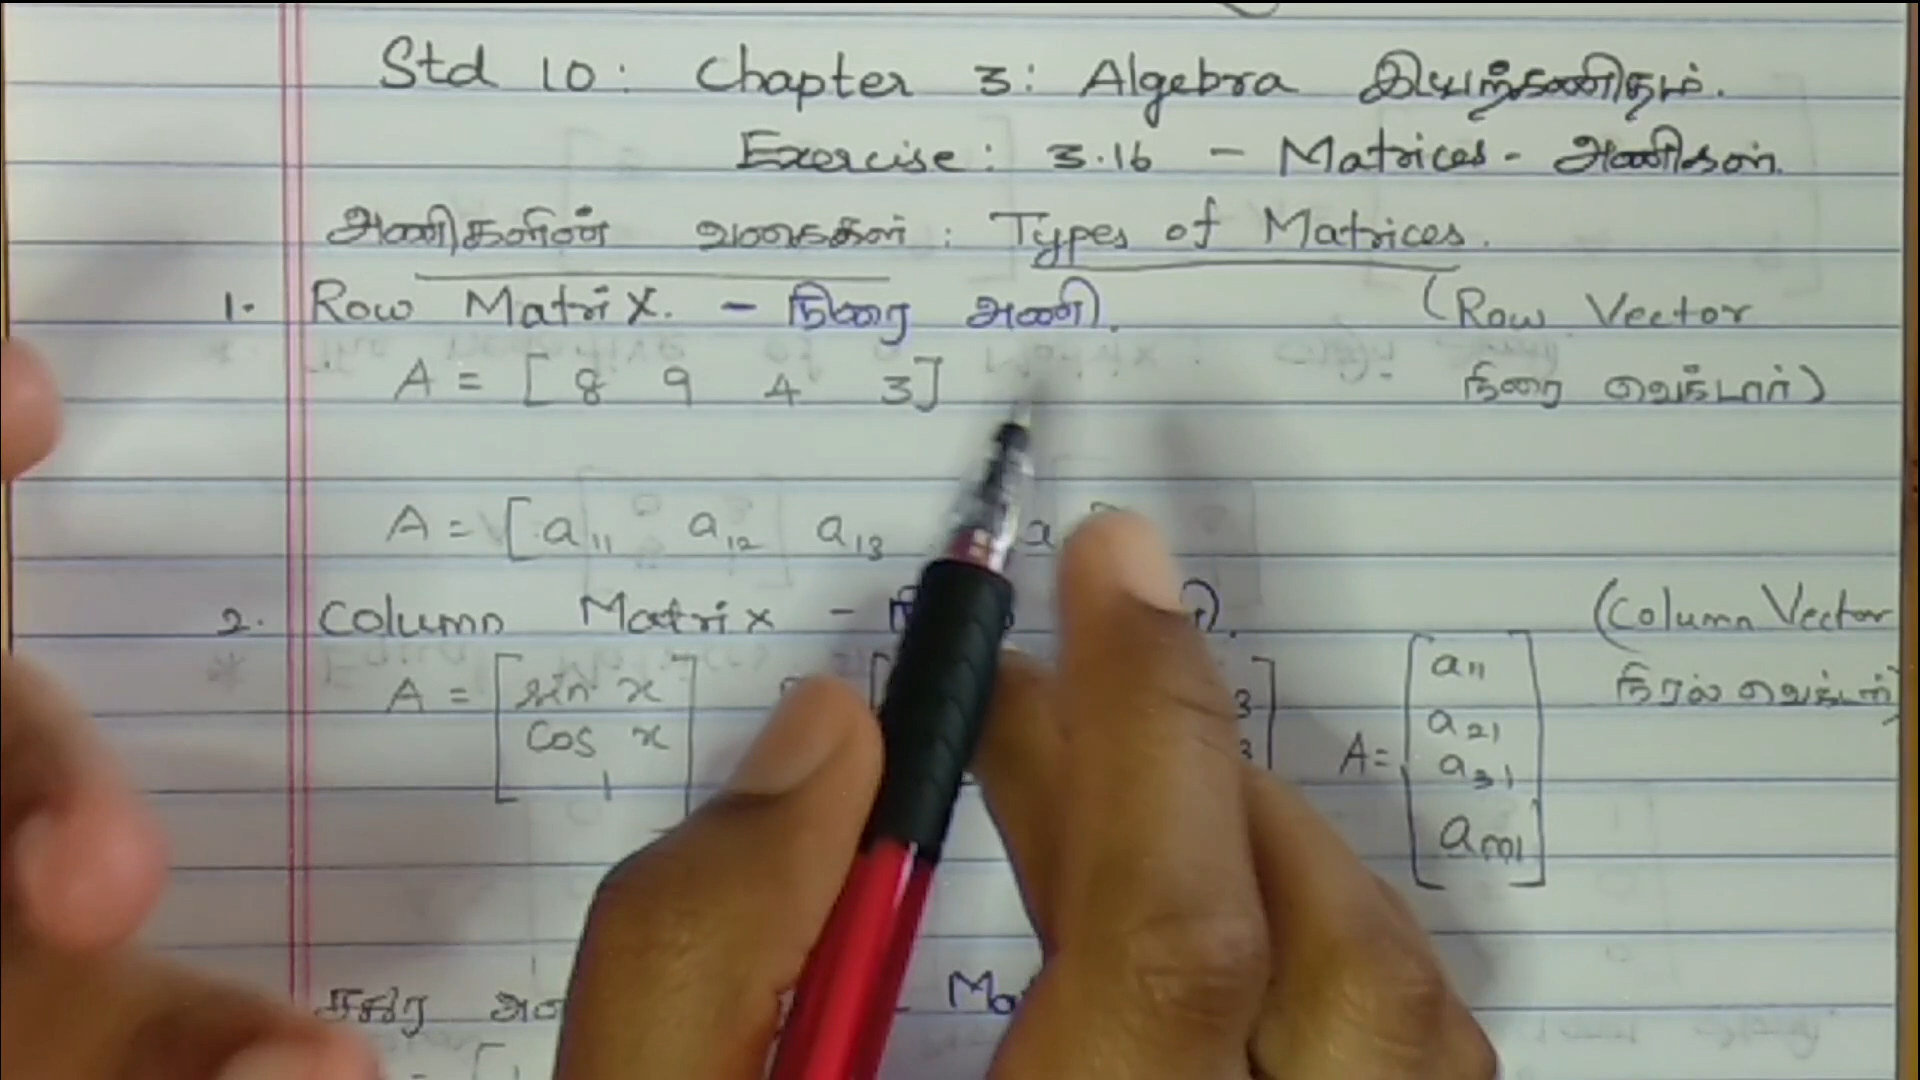 Std 10: Chapter 3: Algebra இயற்கணிதம்.
Exercise: 3.16 - Matrices - அணிகள்.
அணிகளின் வகைகள்: Types of Matrices.
1. Row Matrix. - நிரை அணி. (Row Vector
நிரை வெக்டார்)
A = [ 8 9 4 3 ]
A = [ a11 a12 a13
2. Column Matrix - (Column Vector
நிரல் வெக்டார்)
A = [ sin x
cos x
1 ]
A = [ a11
a21
a31
am1 ]
சதுர